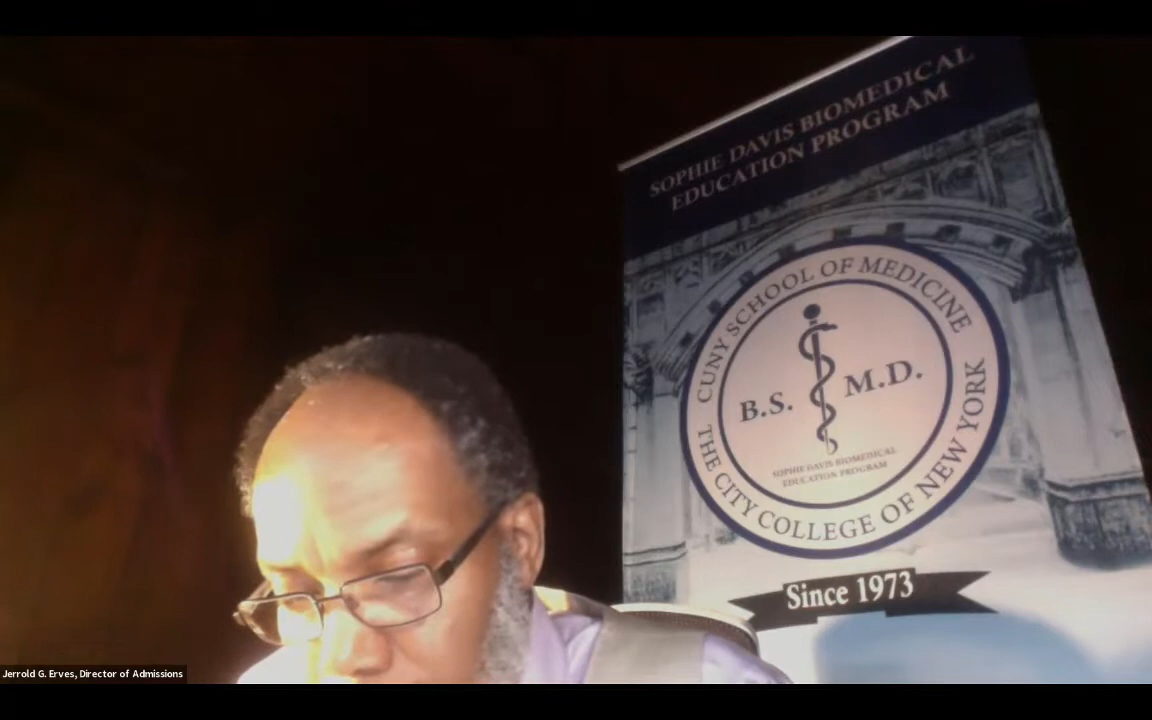 SOPHIE DAVIS BIOMEDICAL
EDUCATION PROGRAM
CUNY SCHOOL OF MEDICINE
B.S. M.D.
SOPHIE DAVIS BIOMEDICAL
EDUCATION PROGRAM
THE CITY COLLEGE OF NEW YORK
Since 1973
Jerrold G. Erves, Director of Admissions